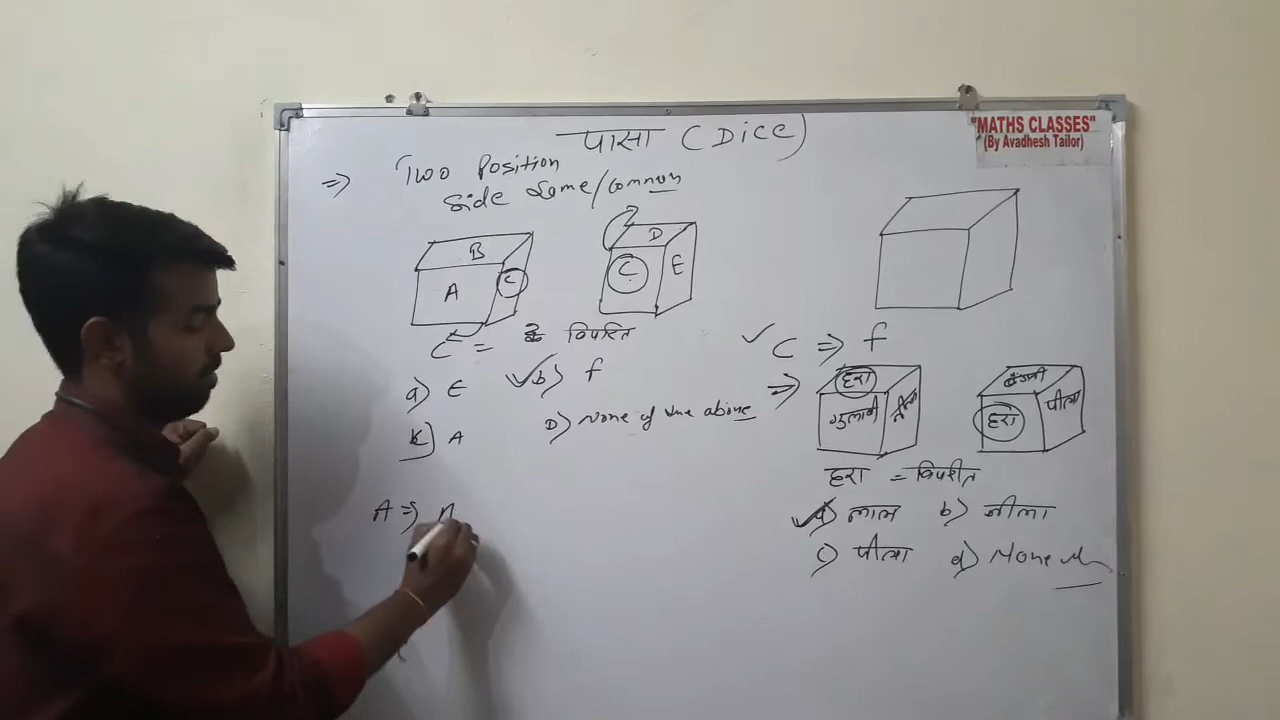 "MATHS CLASSES"
(By Avadhesh Tailor)
पासा (Dice)
⇒ Two Position
Side Same/Common
B
A
C
D
C
E
C = विपरित
a) E
b) f
c) A
D) None of the above
C ⇒ f
⇒
हरा
गुलाबी
नीला
बैंगनी
हरा
पीला
हरा = विपरीत
a) लाल b) नीला
c) पीला d) None
A ⇒